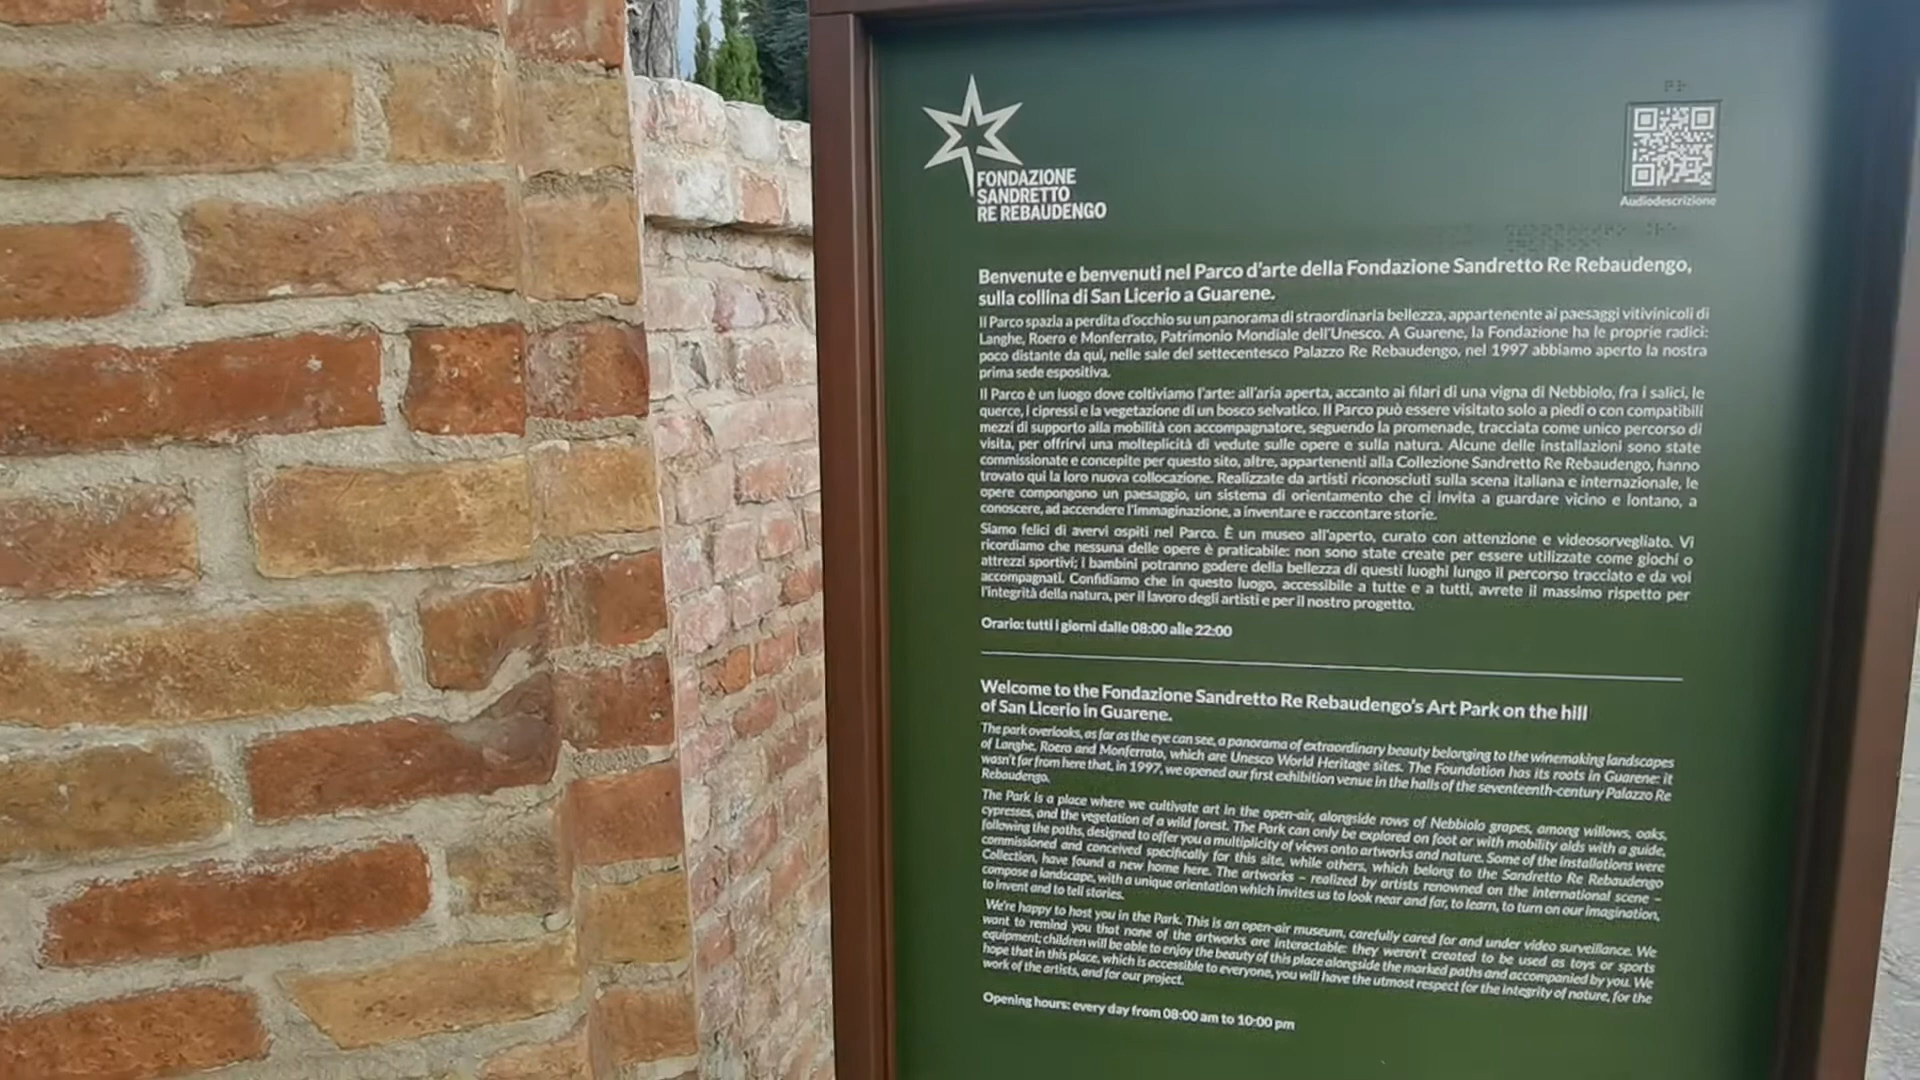 FONDAZIONE
SANDRETTO
RE REBAUDENGO
Audiodescrizione
Benvenute e benvenuti nel Parco d'arte della Fondazione Sandretto Re Rebaudengo,
sulla collina di San Licerio a Guarene.
Il Parco spazia a perdita d'occhio su un panorama di straordinaria bellezza, appartenente ai paesaggi vitivinicoli di
Langhe, Roero e Monferrato, Patrimonio Mondiale dell'Unesco. A Guarene, la Fondazione ha le proprie radici:
poco distante da qui, nelle sale del settecentesco Palazzo Re Rebaudengo, nel 1997 abbiamo aperto la nostra
prima sede espositiva.
Il Parco è un luogo dove coltiviamo l'arte: all'aria aperta, accanto ai filari di una vigna di Nebbiolo, fra i salici, le
querce, i cipressi e la vegetazione di un bosco selvatico. Il Parco può essere visitato solo a piedi o con compatibili
mezzi di supporto alla mobilità con accompagnatore, seguendo la promenade, tracciata come unico percorso di
visita, per offrirvi una molteplicità di vedute sulle opere e sulla natura. Alcune delle installazioni sono state
commissionate e concepite per questo sito, altre, appartenenti alla Collezione Sandretto Re Rebaudengo, hanno
trovato qui la loro nuova collocazione. Realizzate da artisti riconosciuti sulla scena italiana e internazionale, le
opere compongono un paesaggio, un sistema di orientamento che ci invita a guardare vicino e lontano, a
conoscere, ad accendere l'immaginazione, a inventare e raccontare storie.
Siamo felici di avervi ospiti nel Parco. È un museo all'aperto, curato con attenzione e videosorvegliato. Vi
ricordiamo che nessuna delle opere è praticabile: non sono state create per essere utilizzate come giochi o
attrezzi sportivi; i bambini potranno godere della bellezza di questi luoghi lungo il percorso tracciato e da voi
accompagnati. Confidiamo che in questo luogo, accessibile a tutte e a tutti, avrete il massimo rispetto per
l'integrità della natura, per il lavoro degli artisti e per il nostro progetto.
Orario: tutti i giorni dalle 08:00 alle 22:00
Welcome to the Fondazione Sandretto Re Rebaudengo's Art Park on the hill
of San Licerio in Guarene.
The park overlooks, as far as the eye can see, a panorama of extraordinary beauty belonging to the winemaking landscapes
of Langhe, Roero and Monferrato, which are Unesco World Heritage sites. The Foundation has its roots in Guarene: it
wasn't far from here that, in 1997, we opened our first exhibition venue in the halls of the seventeenth-century Palazzo Re
Rebaudengo.
The Park is a place where we cultivate art in the open-air, alongside rows of Nebbiolo grapes, among willows, oaks,
cypresses, and the vegetation of a wild forest. The Park can only be explored on foot or with mobility aids with a guide,
following the paths, designed to offer you a multiplicity of views onto artworks and nature. Some of the installations were
commissioned and conceived specifically for this site, while others, which belong to the Sandretto Re Rebaudengo
Collection, have found a new home here. The artworks – realized by artists renowned on the international scene –
compose a landscape, with a unique orientation which invites us to look near and far, to learn, to turn on our imagination,
to invent and to tell stories.
We're happy to host you in the Park. This is an open-air museum, carefully cared for and under video surveillance. We
want to remind you that none of the artworks are interactable: they weren't created to be used as toys or sports
equipment; children will be able to enjoy the beauty of this place alongside the marked paths and accompanied by you. We
hope that in this place, which is accessible to everyone, you will have the utmost respect for the integrity of nature, for the
work of the artists, and for our project.
Opening hours: every day from 08:00 am to 10:00 pm